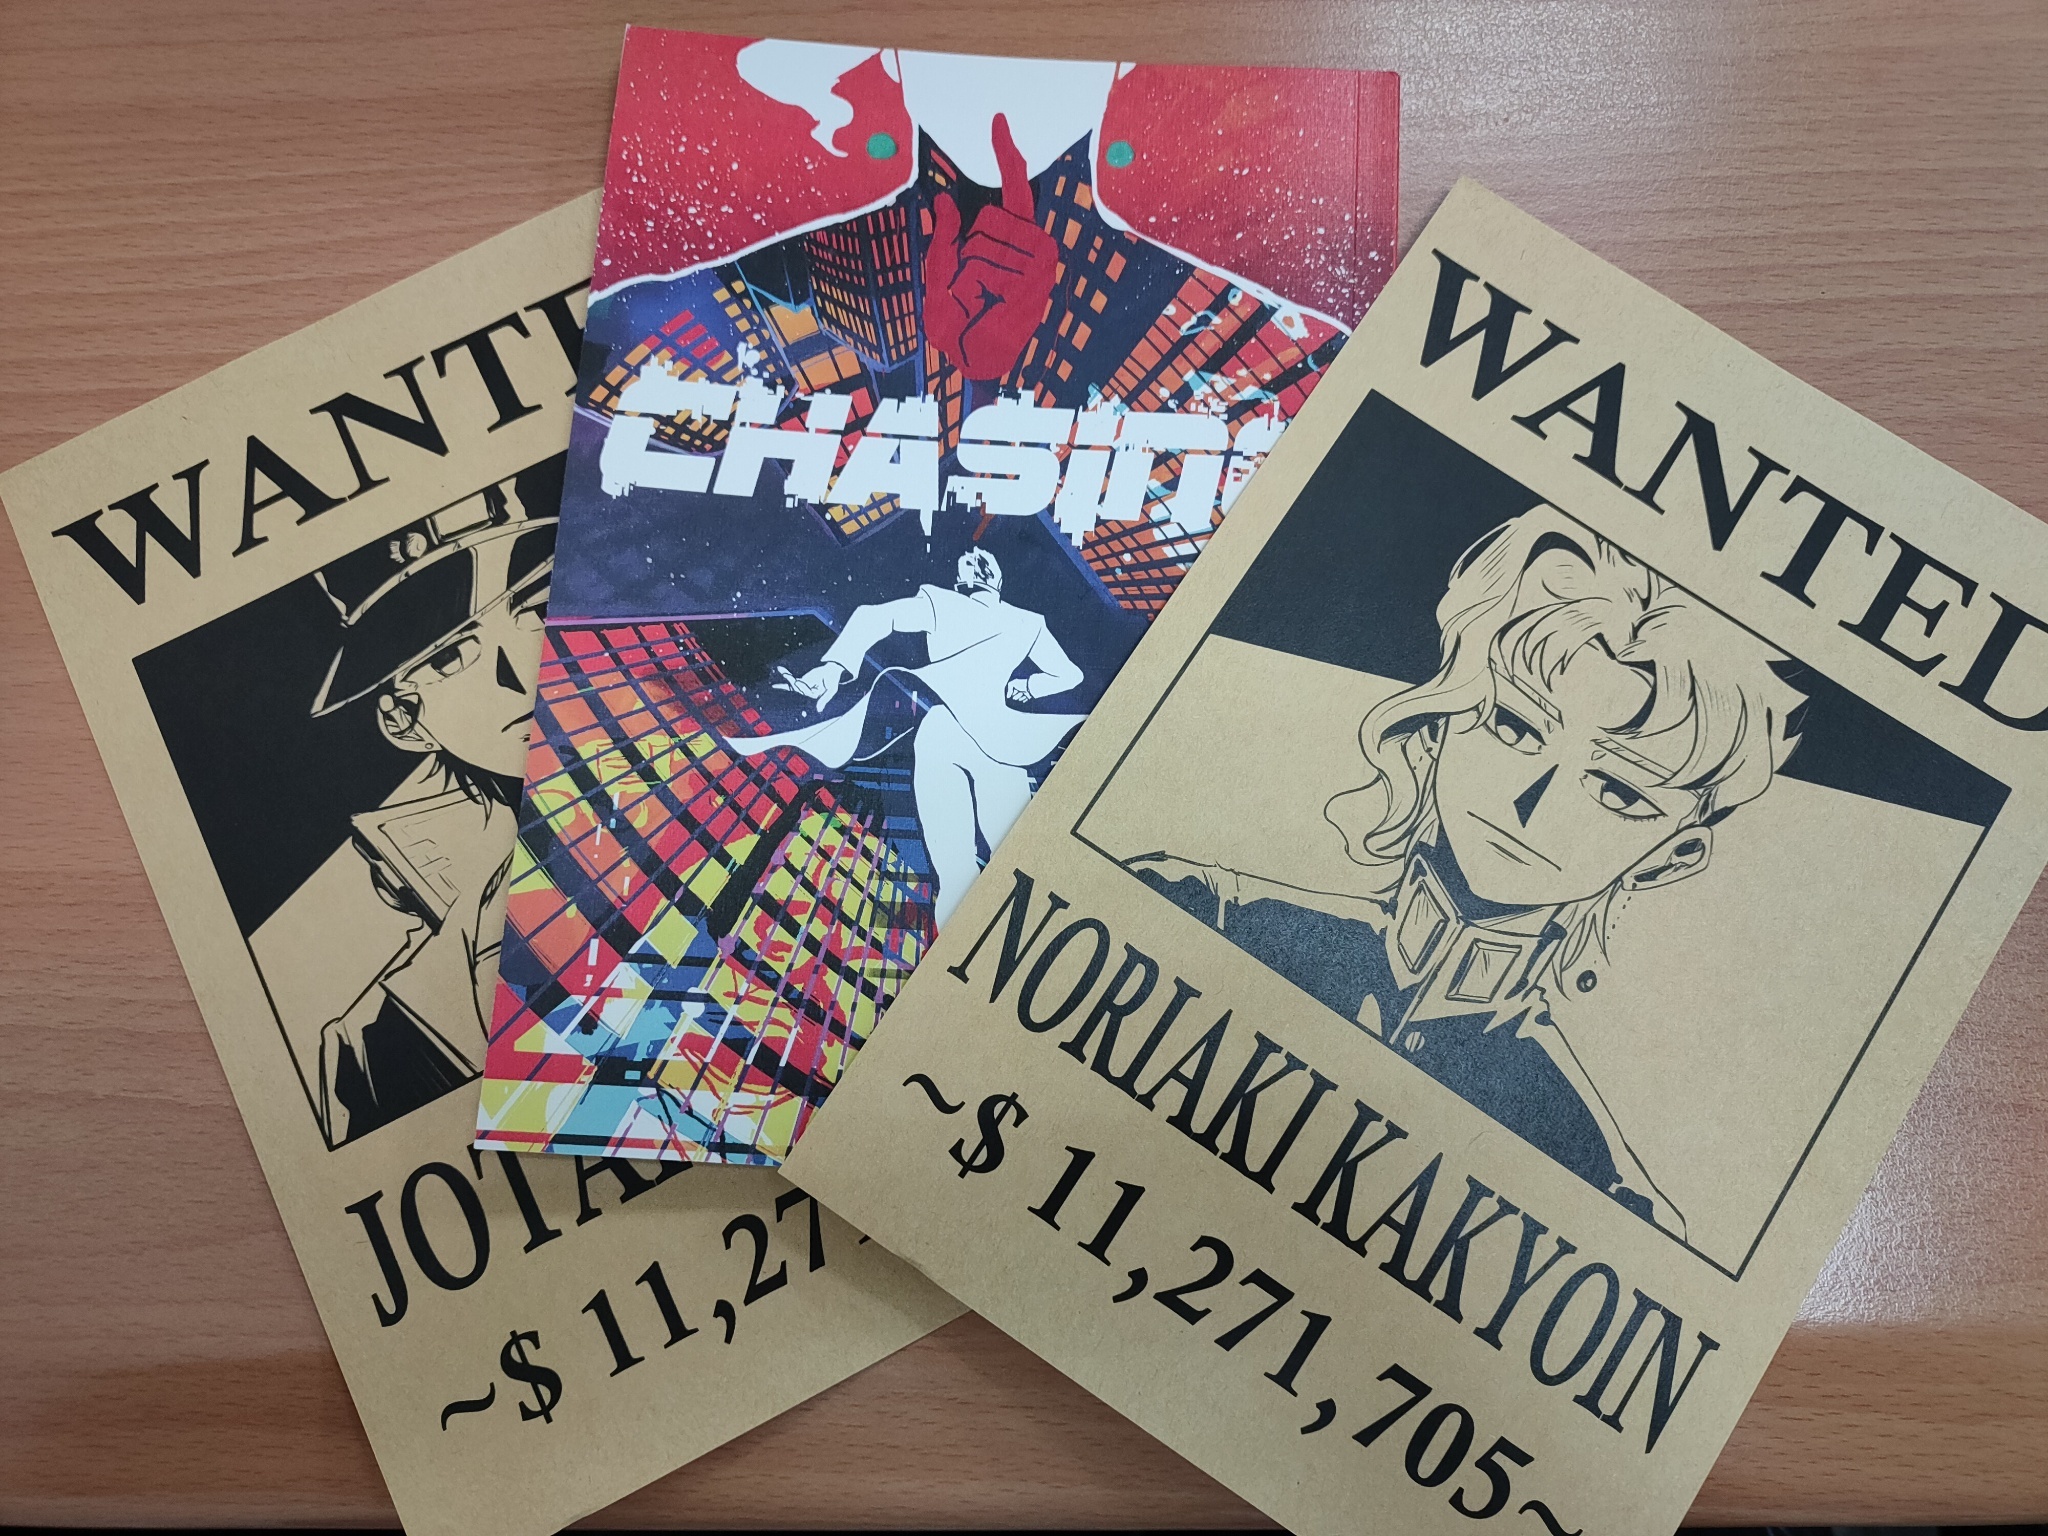 WANTE
JOTA
~$ 11,27
CHASIN
WANTED
NORIAKI KAKYOIN
~$ 11,271,705~